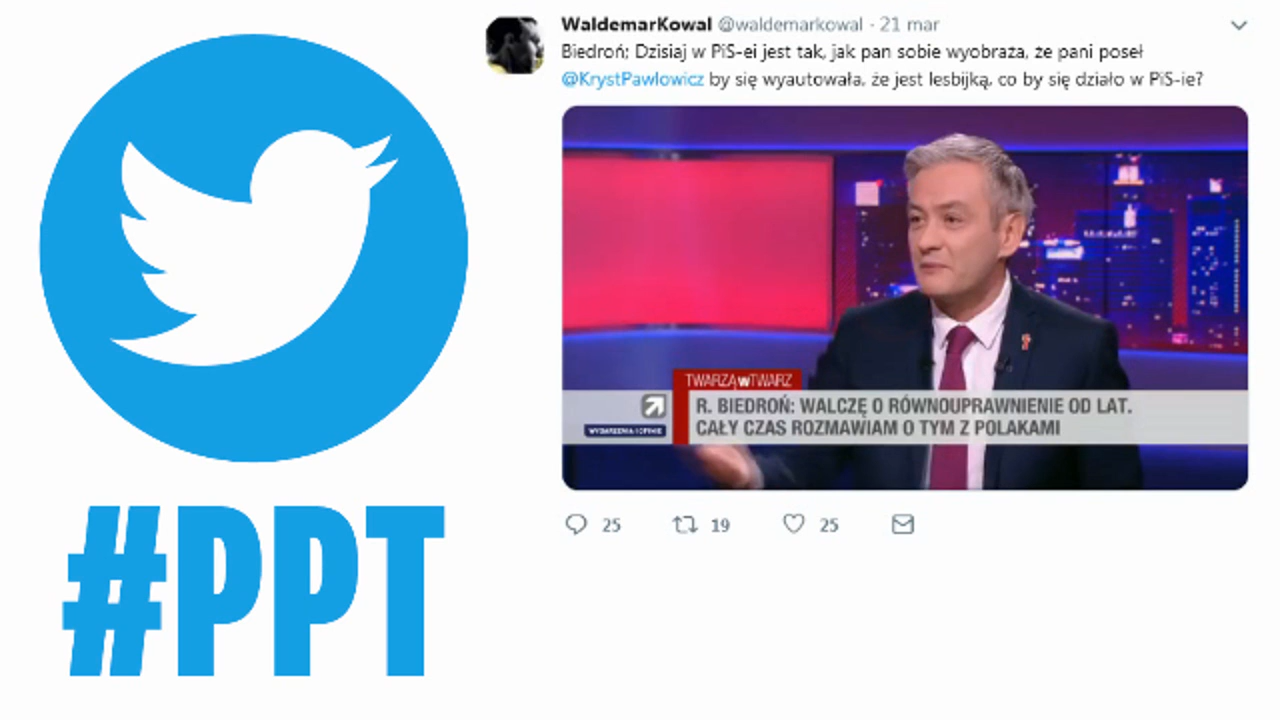 WaldemarKowal @waldemarkowal · 21 mar
Biedroń; Dzisiaj w PiS-ei jest tak, jak pan sobie wyobraża, że pani poseł
@KrystPawlowicz by się wyautowała, że jest lesbijką, co by się działo w PiS-ie?
TWARZĄwTWARZ
R. BIEDROŃ: WALCZĘ O RÓWNOUPRAWNIENIE OD LAT.
CAŁY CZAS ROZMAWIAM O TYM Z POLAKAMI
WYDARZENIA I OPINIE
25 19 25
#PPT